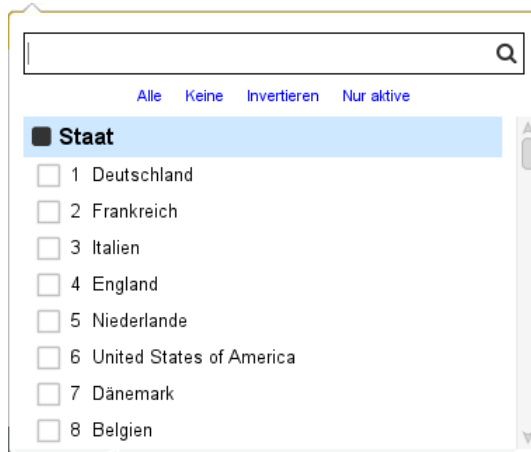 Alle Keine Invertieren Nur aktive
Staat
1 Deutschland
2 Frankreich
3 Italien
4 England
5 Niederlande
6 United States of America
7 Dänemark
8 Belgien